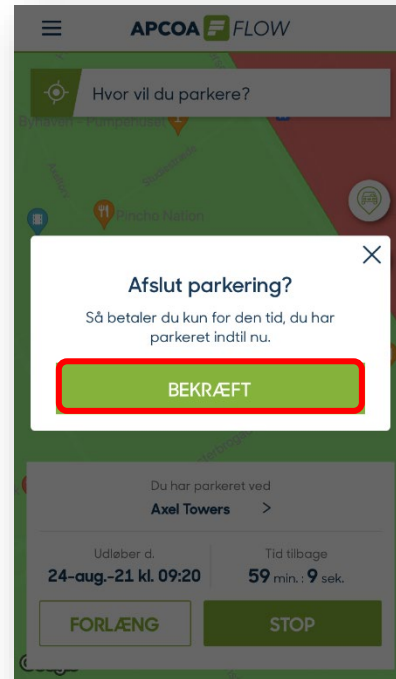 APCOA FLOW
Hvor vil du parkere?
Pinche Nation
Afslut parkering?
Så betaler du kun for den tid, du har
parkeret indtil nu.
BEKRÆFT
Du har parkeret ved
Axel Towers >
Udløber d.
Tid tilbage
24-aug.-21 kl. 09:20
59 min. : 9 sek.
FORLÆNG
STOP